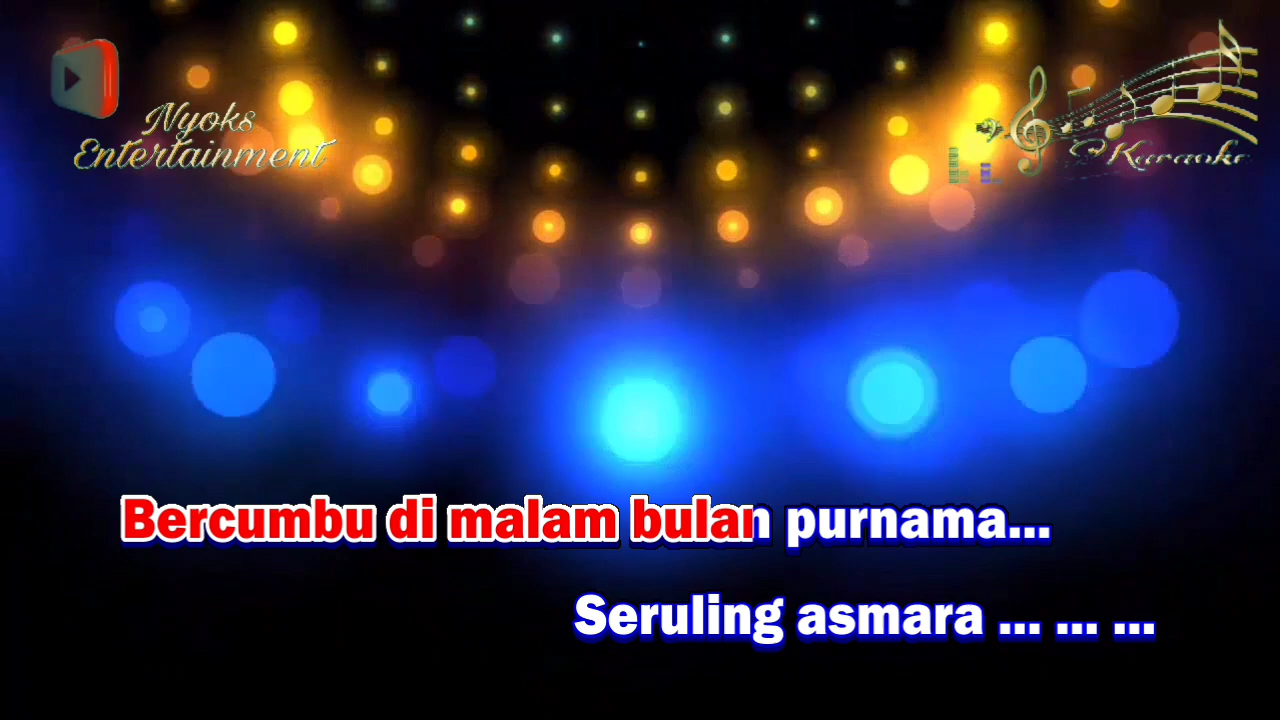 Nyoks
Entertainment
Karaoke
Bercumbu di malam bulan purnama...
Seruling asmara ... ... ...